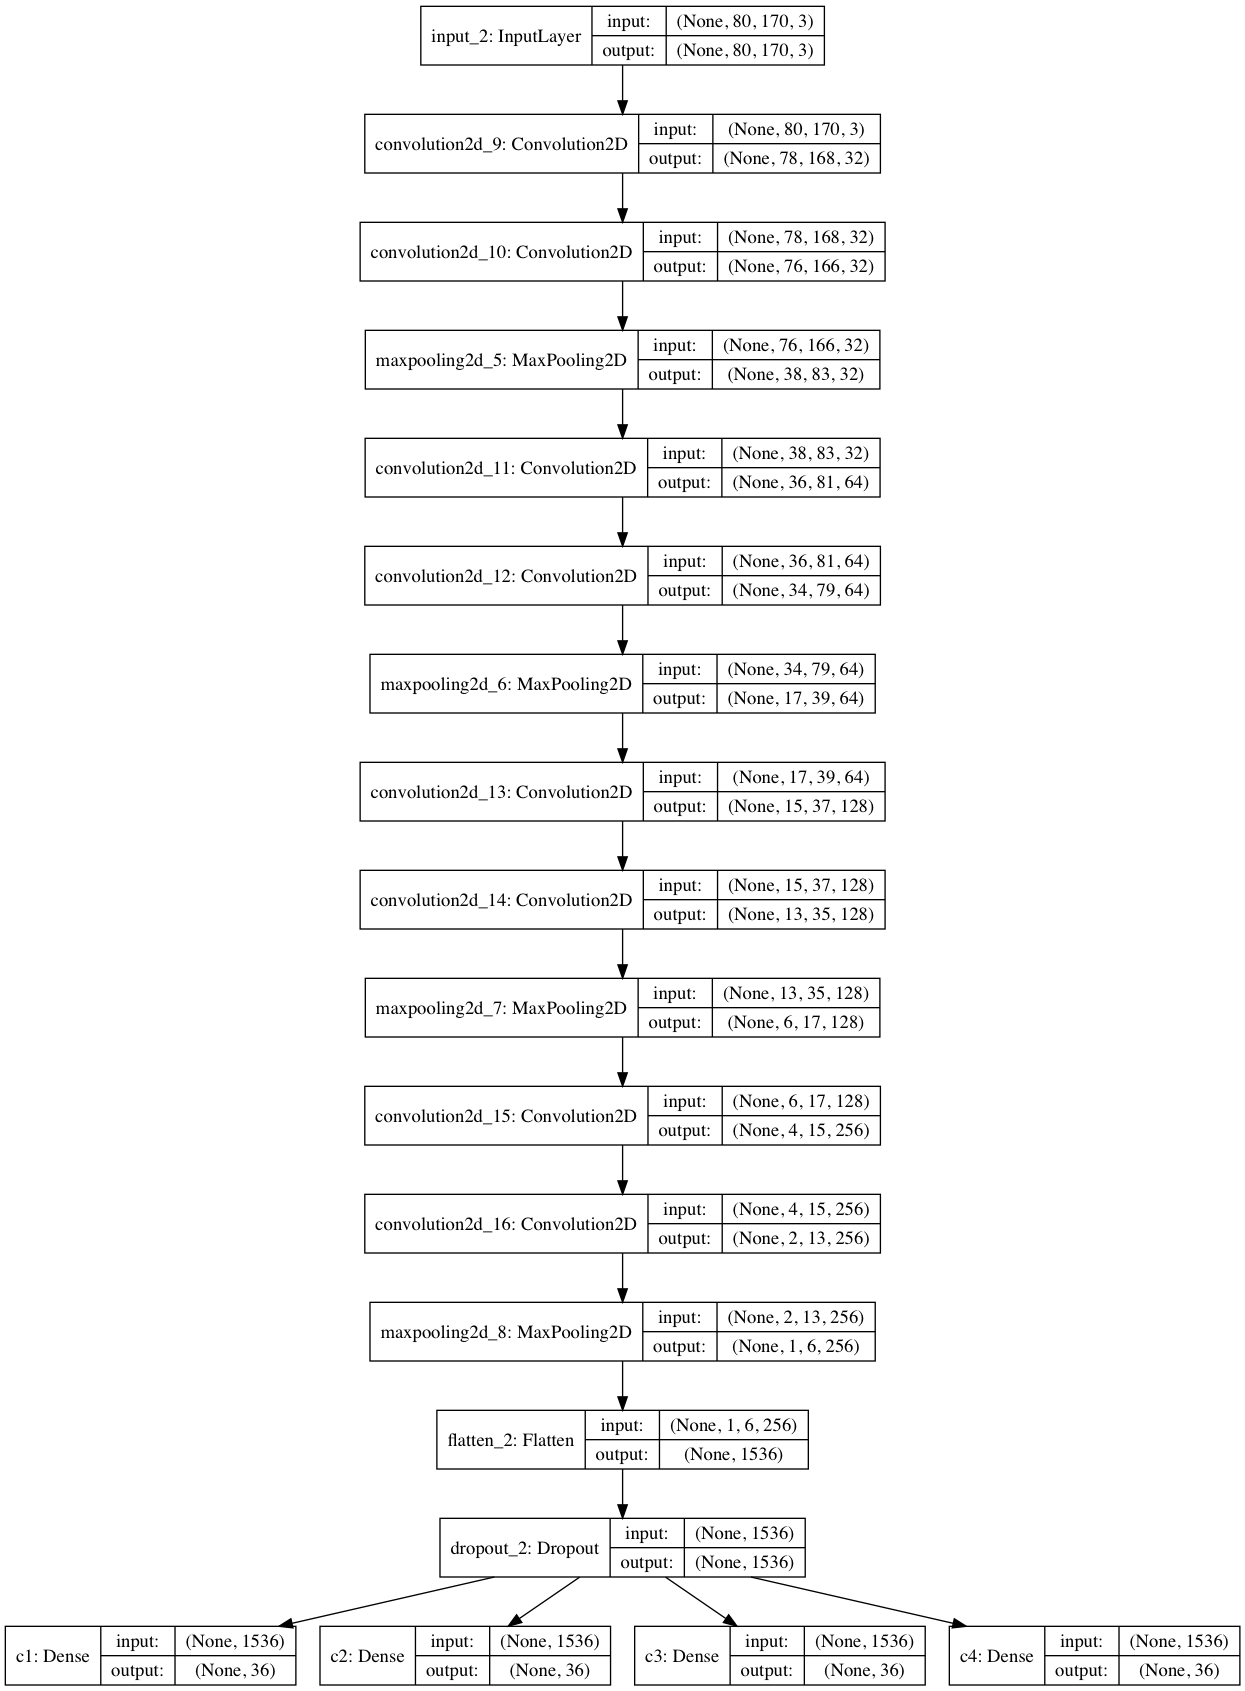 input_2: InputLayer
input: (None, 80, 170, 3)
output: (None, 80, 170, 3)
convolution2d_9: Convolution2D
input: (None, 80, 170, 3)
output: (None, 78, 168, 32)
convolution2d_10: Convolution2D
input: (None, 78, 168, 32)
output: (None, 76, 166, 32)
maxpooling2d_5: MaxPooling2D
input: (None, 76, 166, 32)
output: (None, 38, 83, 32)
convolution2d_11: Convolution2D
input: (None, 38, 83, 32)
output: (None, 36, 81, 64)
convolution2d_12: Convolution2D
input: (None, 36, 81, 64)
output: (None, 34, 79, 64)
maxpooling2d_6: MaxPooling2D
input: (None, 34, 79, 64)
output: (None, 17, 39, 64)
convolution2d_13: Convolution2D
input: (None, 17, 39, 64)
output: (None, 15, 37, 128)
convolution2d_14: Convolution2D
input: (None, 15, 37, 128)
output: (None, 13, 35, 128)
maxpooling2d_7: MaxPooling2D
input: (None, 13, 35, 128)
output: (None, 6, 17, 128)
convolution2d_15: Convolution2D
input: (None, 6, 17, 128)
output: (None, 4, 15, 256)
convolution2d_16: Convolution2D
input: (None, 4, 15, 256)
output: (None, 2, 13, 256)
maxpooling2d_8: MaxPooling2D
input: (None, 2, 13, 256)
output: (None, 1, 6, 256)
flatten_2: Flatten
input: (None, 1, 6, 256)
output: (None, 1536)
dropout_2: Dropout
input: (None, 1536)
output: (None, 1536)
c1: Dense
input: (None, 1536)
output: (None, 36)
c2: Dense
input: (None, 1536)
output: (None, 36)
c3: Dense
input: (None, 1536)
output: (None, 36)
c4: Dense
input: (None, 1536)
output: (None, 36)